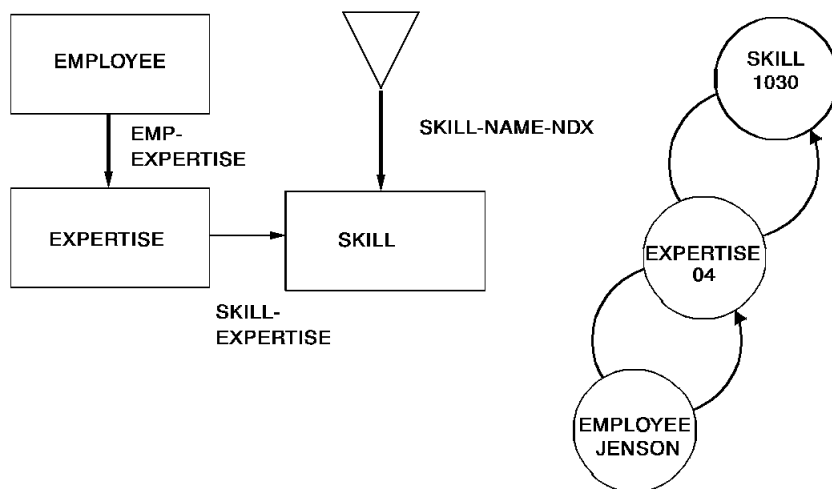 EMPLOYEE
EMP-
EXPERTISE
SKILL-NAME-NDX
EXPERTISE
SKILL
SKILL-
EXPERTISE
SKILL
1030
EXPERTISE
04
EMPLOYEE
JENSON